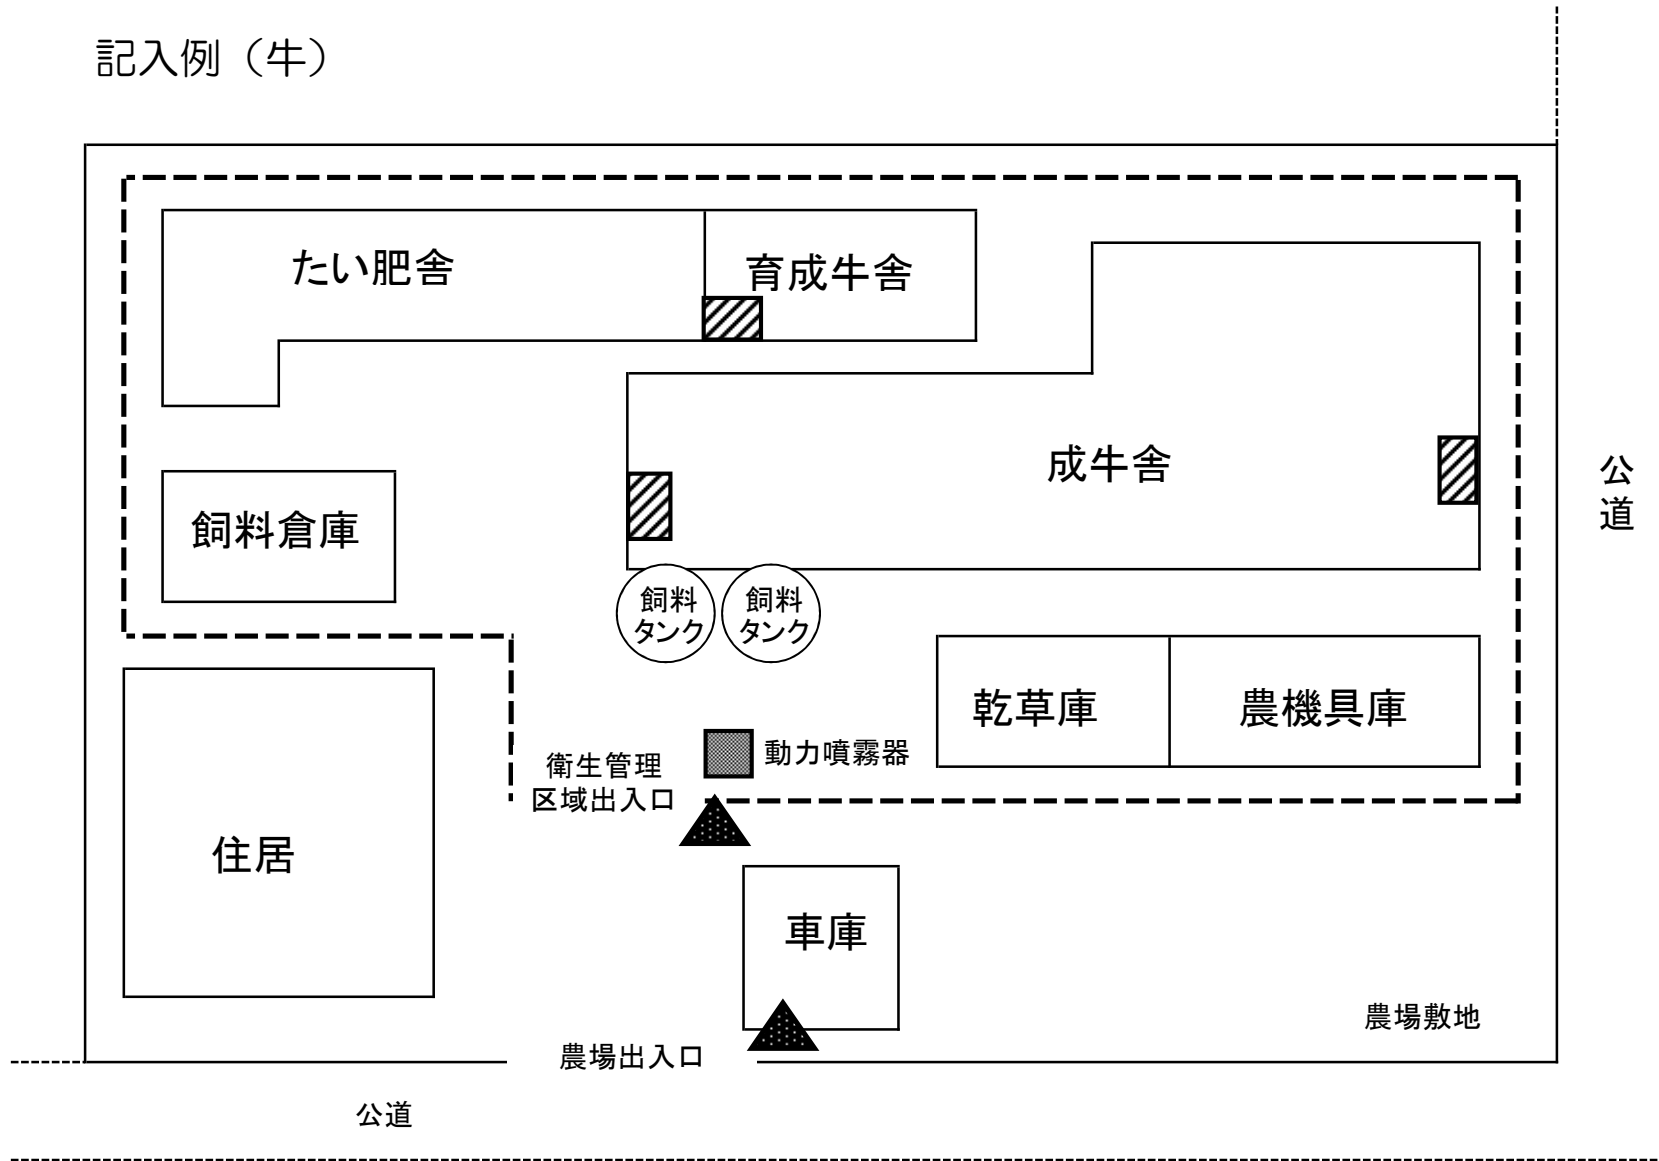 記入例（牛）
たい肥舎
育成牛舎
成牛舎
公
道
飼料倉庫
飼料
タンク
飼料
タンク
乾草庫
農機具庫
動力噴霧器
衛生管理
区域出入口
住居
車庫
農場敷地
農場出入口
公道